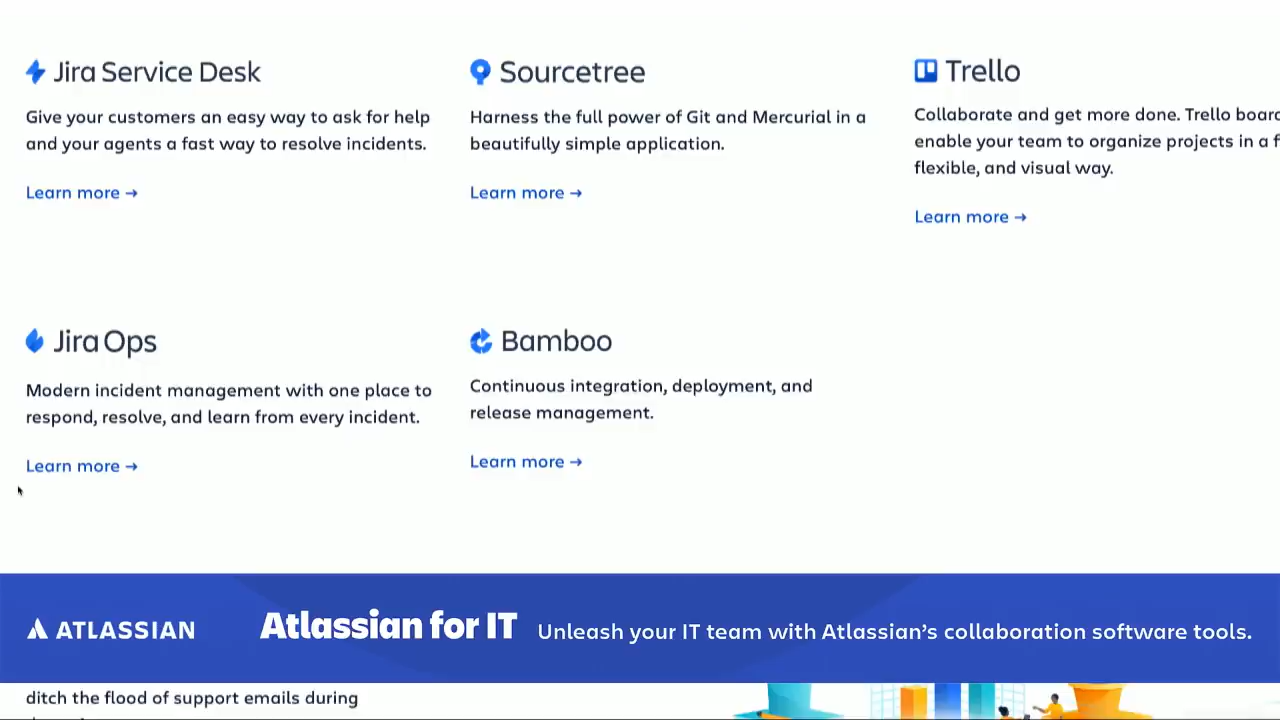 Jira Service Desk
Give your customers an easy way to ask for help
and your agents a fast way to resolve incidents.
Learn more →
Sourcetree
Harness the full power of Git and Mercurial in a
beautifully simple application.
Learn more →
Trello
Collaborate and get more done. Trello
enable your team to organize projects in a
flexible, and visual way.
Learn more →
Jira Ops
Modern incident management with one place to
respond, resolve, and learn from every incident.
Learn more →
Bamboo
Continuous integration, deployment, and
release management.
Learn more →
ATLASSIAN
Atlassian for IT
Unleash your IT team with Atlassian's collaboration software tools.
ditch the flood of support emails during